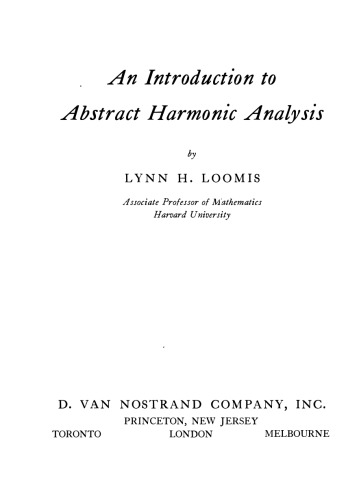 An Introduction to
Abstract Harmonic Analysis
by
LYNN H. LOOMIS
Associate Professor of Mathematics
Harvard University
D. VAN NOSTRAND COMPANY, INC.
PRINCETON, NEW JERSEY
TORONTO LONDON MELBOURNE